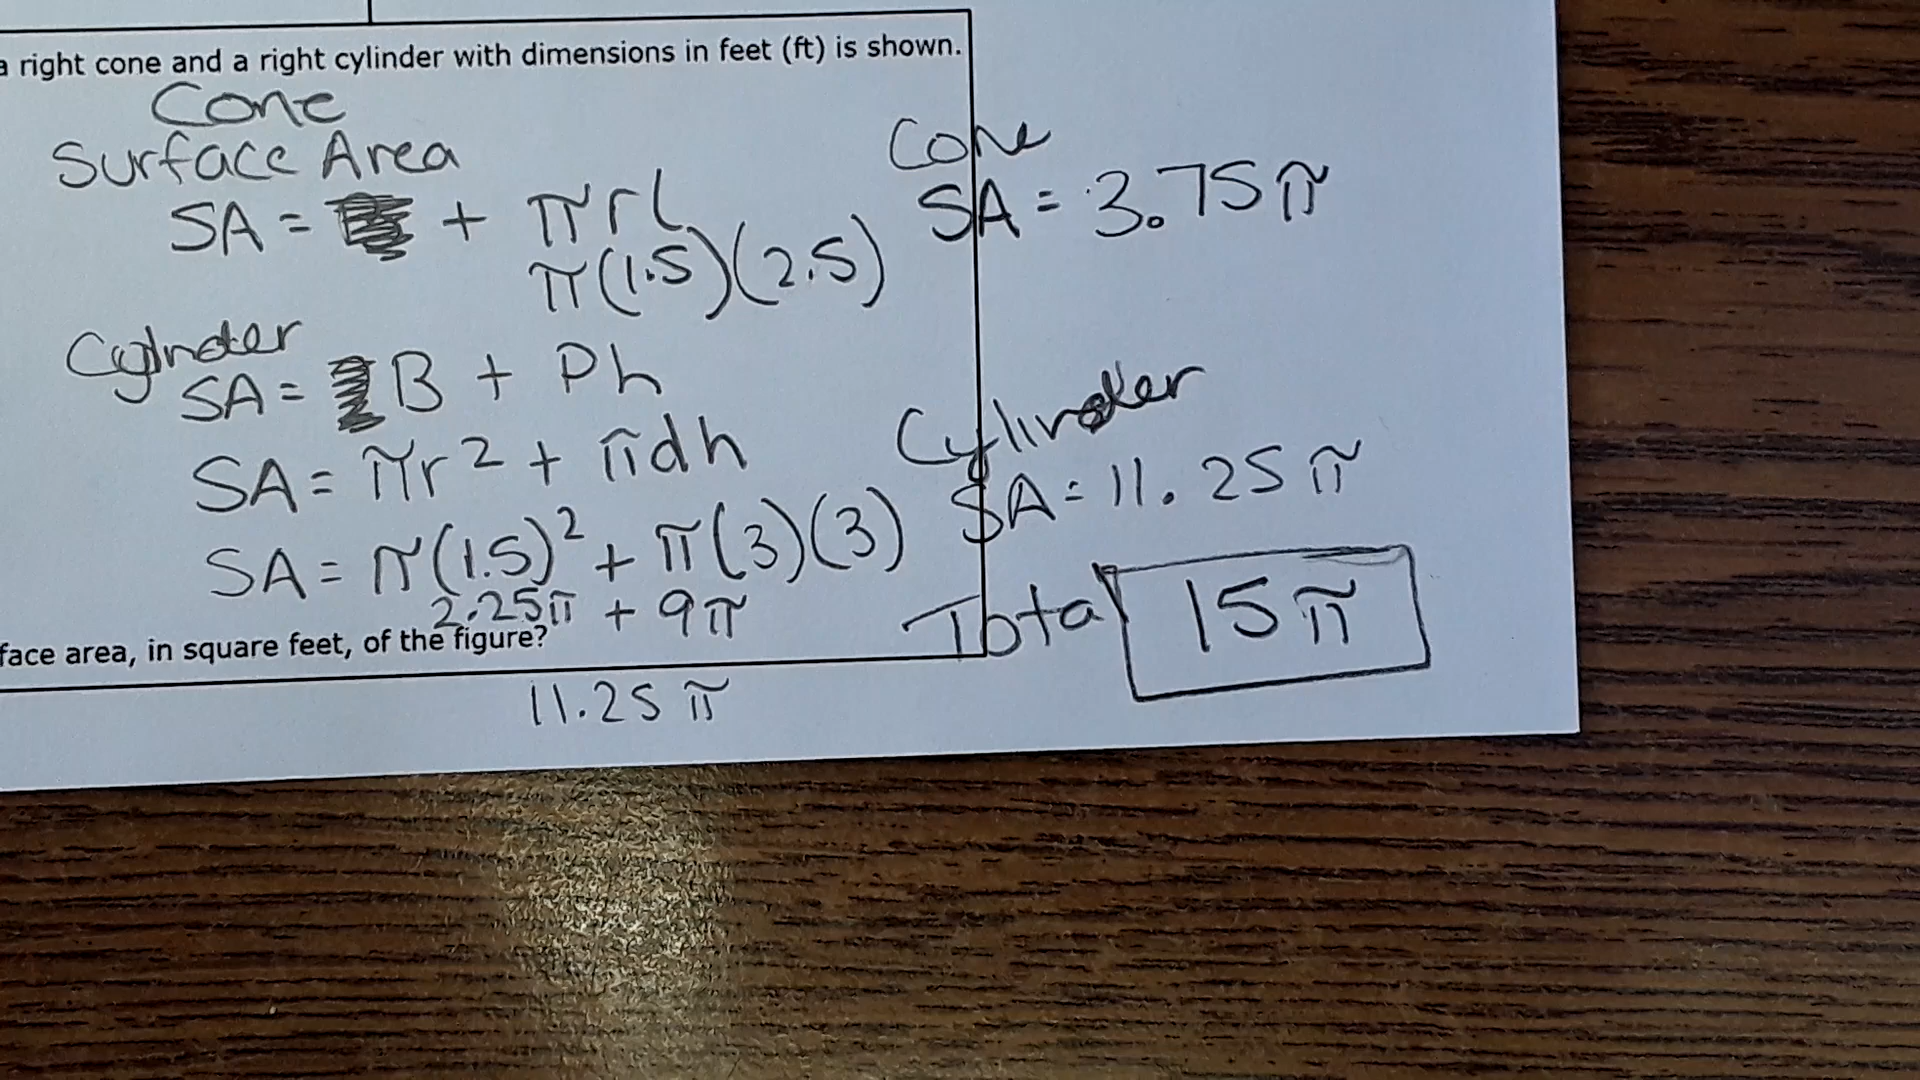 a right cone and a right cylinder with dimensions in feet (ft) is shown.
Cone
Surface Area
SA = + πrl
π(1.5)(2.5)
Cylinder
SA = B + Ph
SA = πr² + πdh
SA = π(1.5)² + π(3)(3)
2.25π + 9π
face area, in square feet, of the figure?
11.25π
Cone
SA = 3.75π
Cylinder
SA = 11.25π
Total 15π